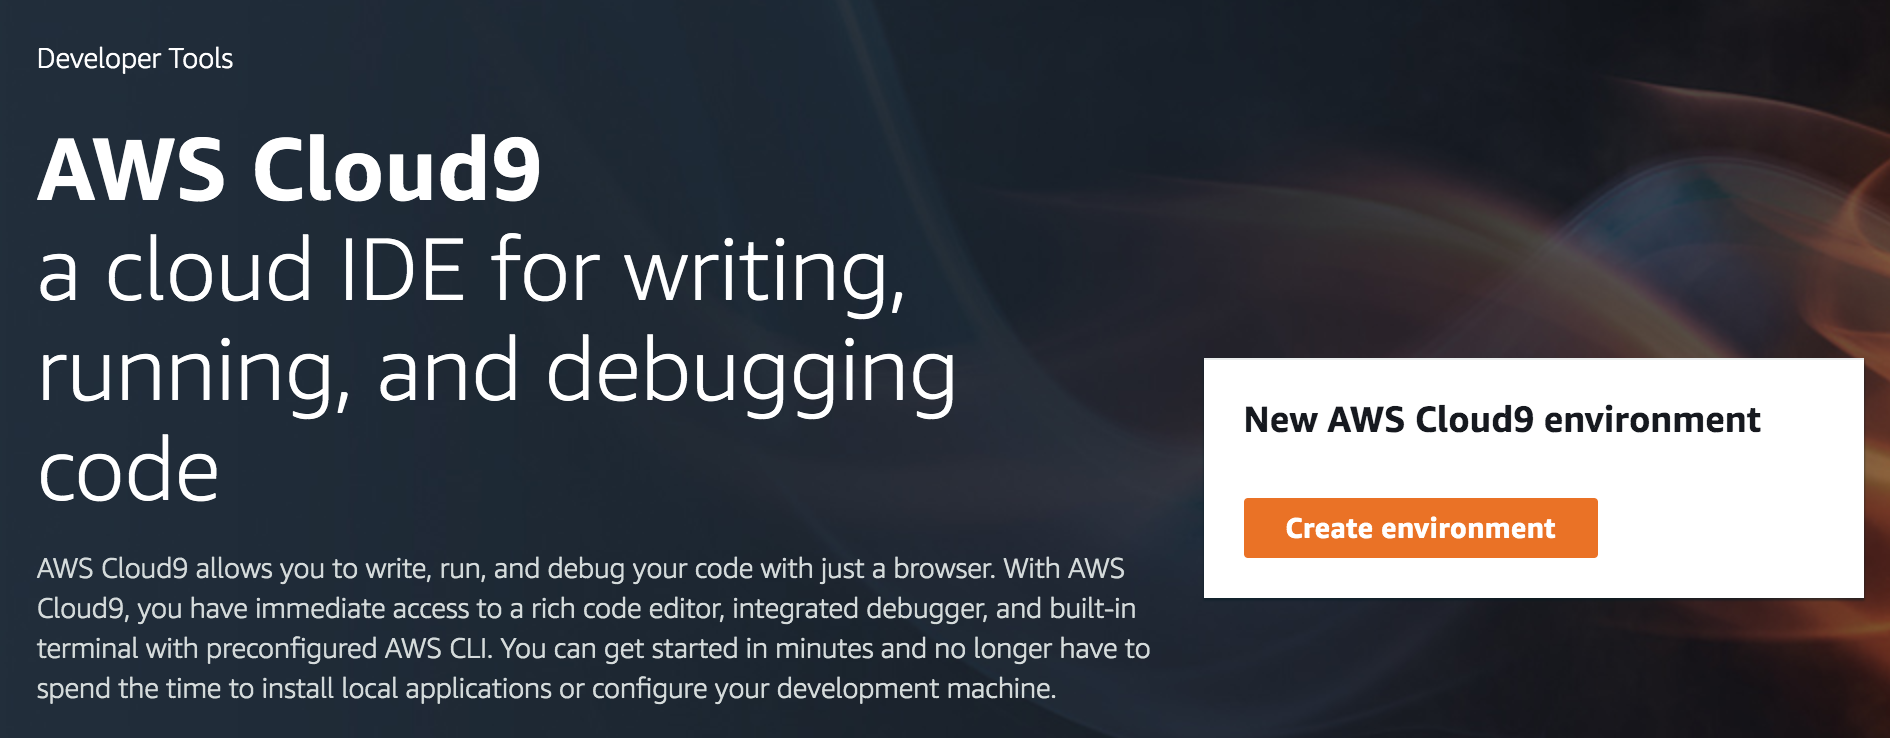 Developer Tools
AWS Cloud9
a cloud IDE for writing,
running, and debugging
code
AWS Cloud9 allows you to write, run, and debug your code with just a browser. With AWS
Cloud9, you have immediate access to a rich code editor, integrated debugger, and built-in
terminal with preconfigured AWS CLI. You can get started in minutes and no longer have to
spend the time to install local applications or configure your development machine.
New AWS Cloud9 environment
Create environment